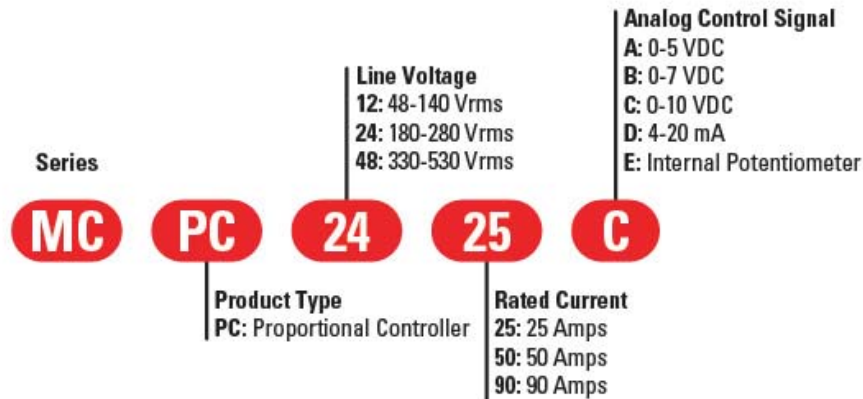 Analog Control Signal
A: 0-5 VDC
B: 0-7 VDC
C: 0-10 VDC
D: 4-20 mA
E: Internal Potentiometer
Line Voltage
12: 48-140 Vrms
24: 180-280 Vrms
48: 330-530 Vrms
Series
MC PC 24 25 C
Product Type
PC: Proportional Controller
Rated Current
25: 25 Amps
50: 50 Amps
90: 90 Amps